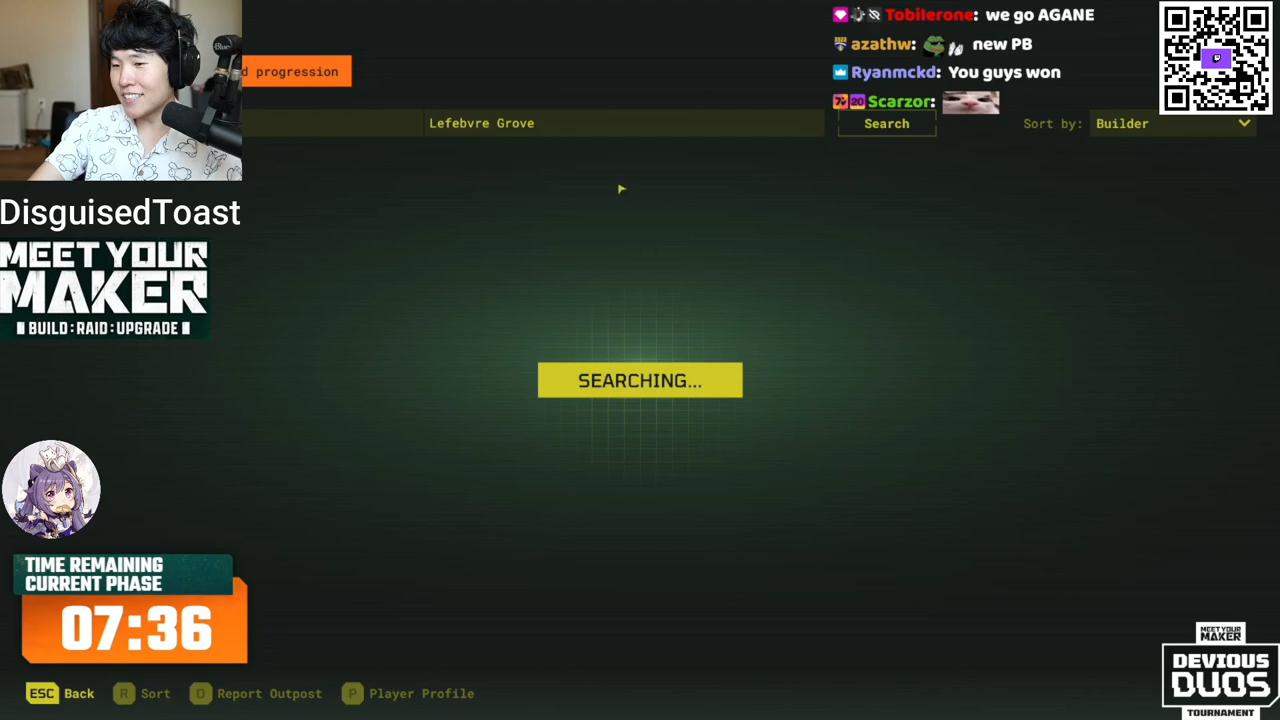 Tobilerone: we go AGANE
azathw: new PB
Ryanmckd: You guys won
Scarzor:
d progression
Lefebvre Grove
Search
Sort by: Builder
DisguisedToast
MEET YOUR
MAKER
BUILD:RAID:UPGRADE
SEARCHING...
TIME REMAINING
CURRENT PHASE
07:36
ESC Back
R Sort
O Report Outpost
P Player Profile
MEET YOUR
MAKER
DEVIOUS
DUOS
TOURNAMENT